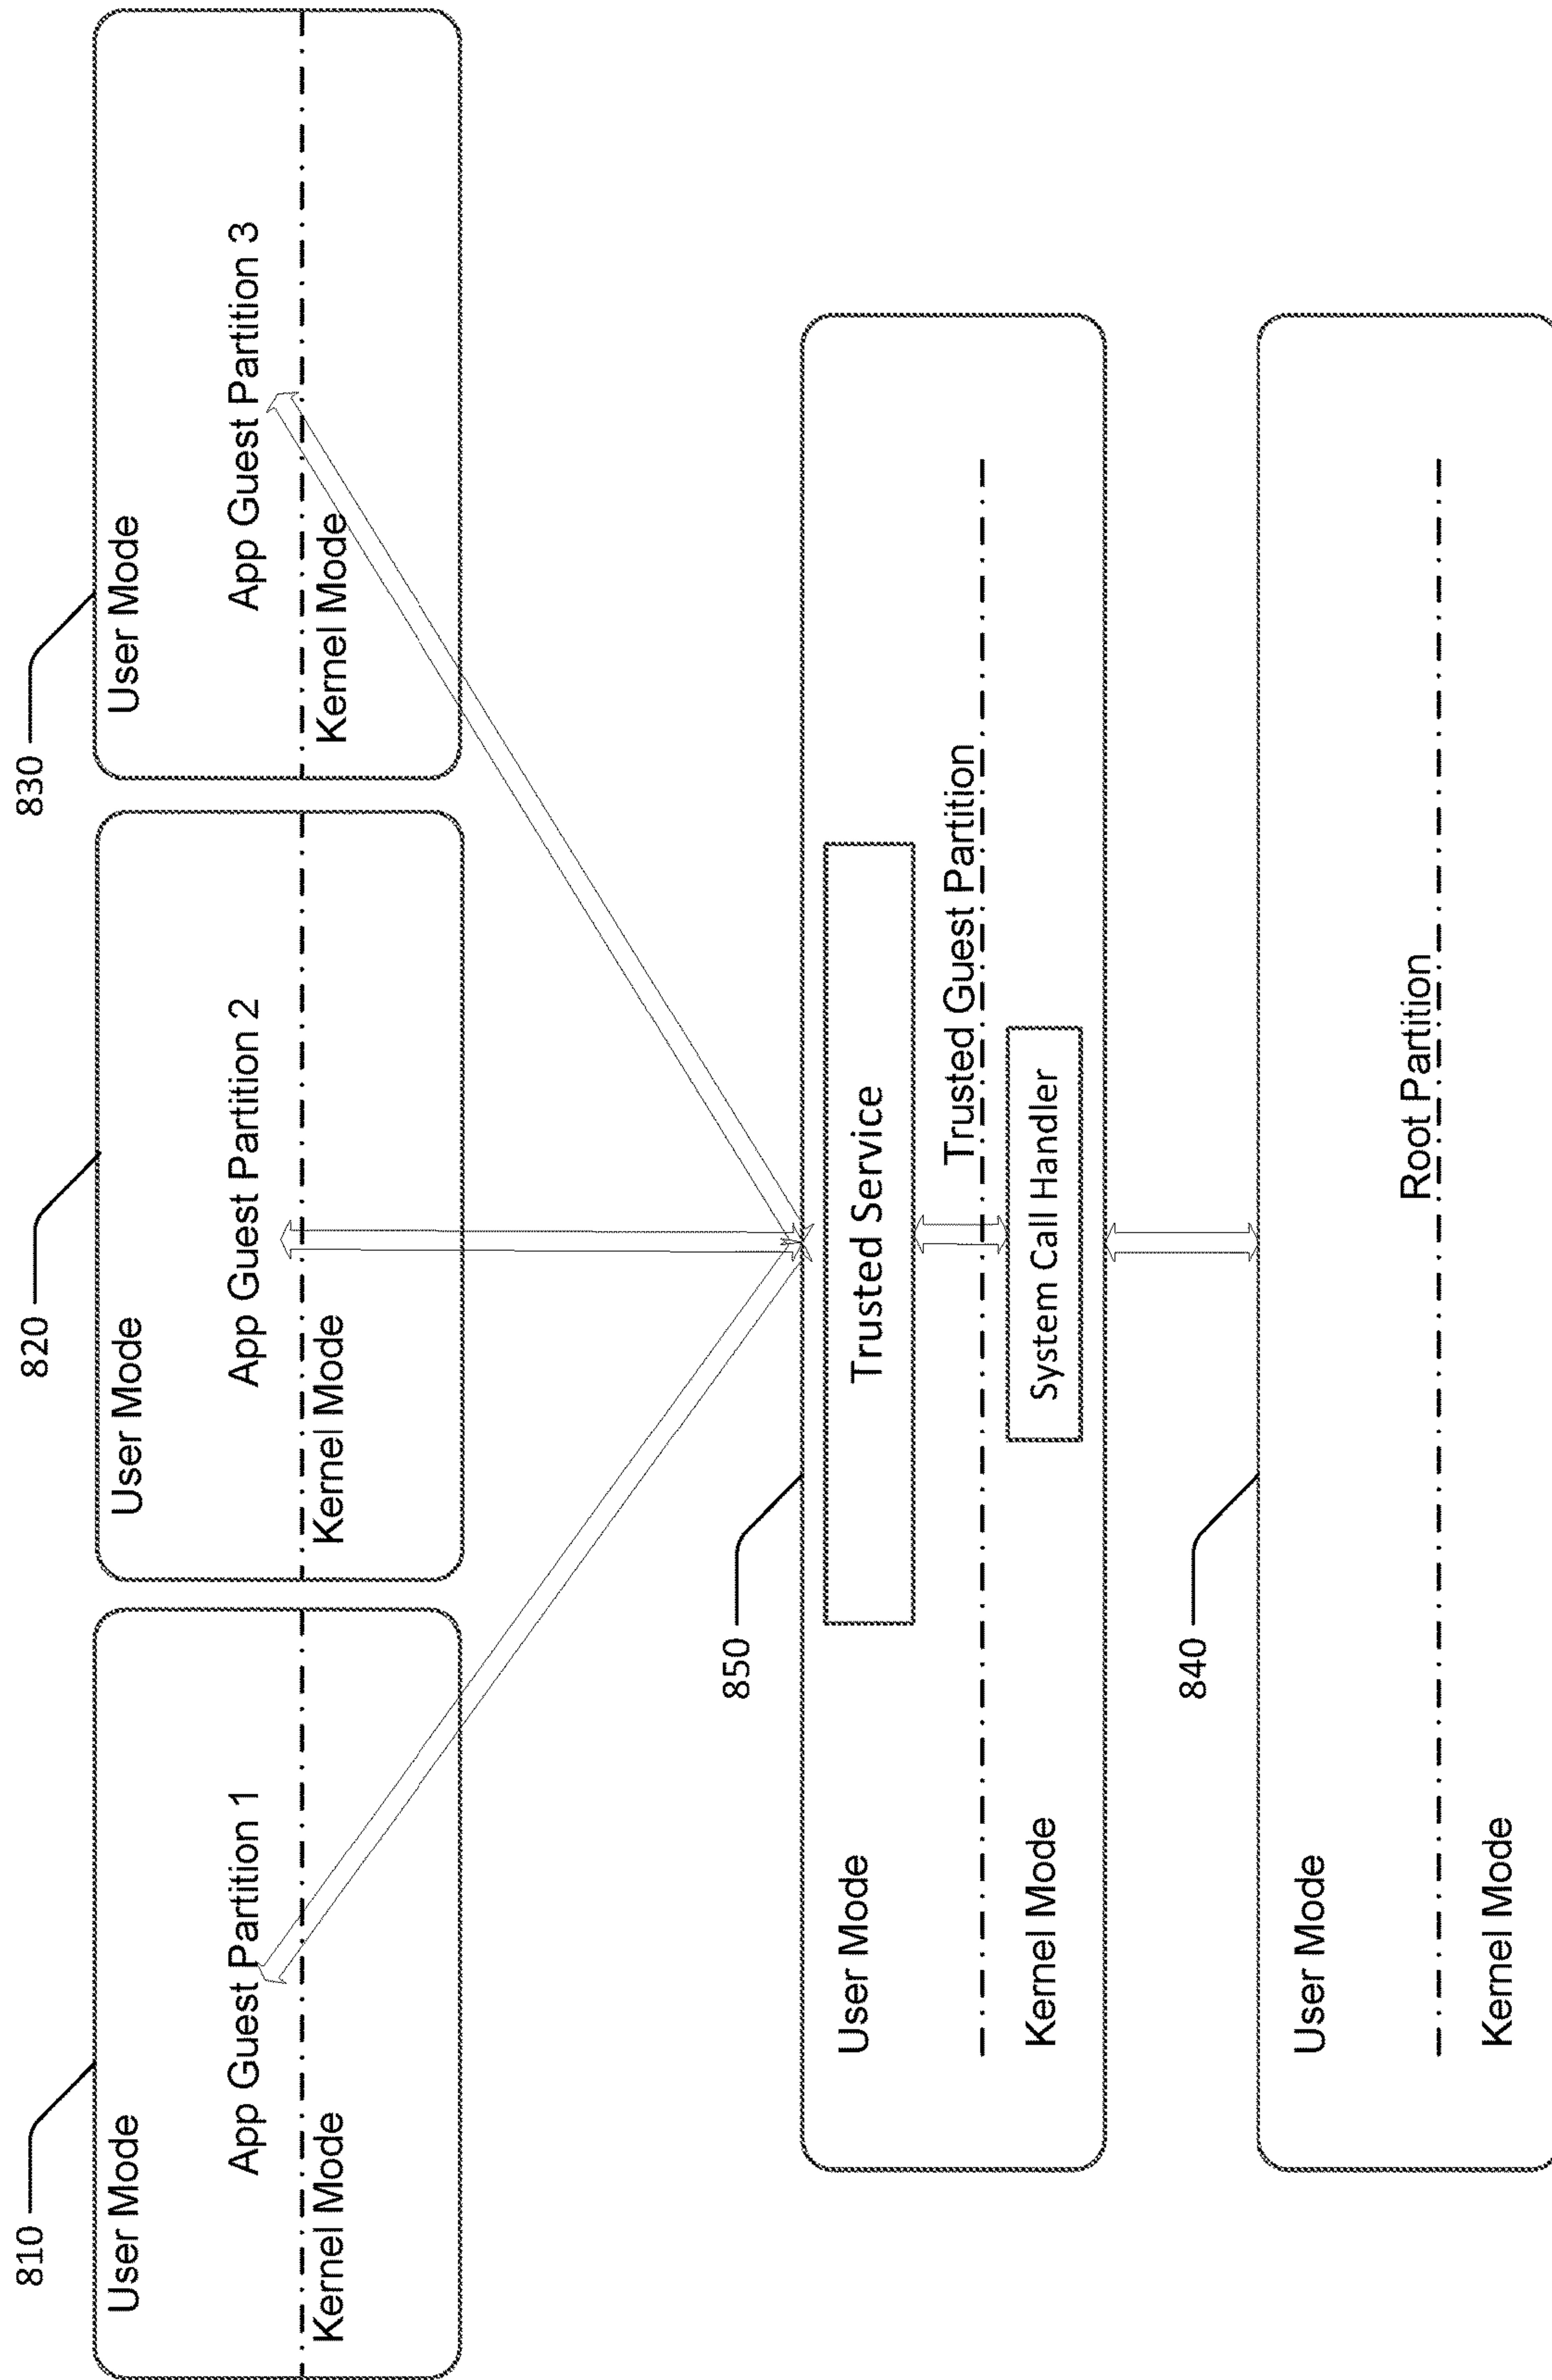 810
820
830
User Mode
User Mode
User Mode
App Guest Partition 1
App Guest Partition 2
App Guest Partition 3
Kernel Mode
Kernel Mode
Kernel Mode
850
User Mode
Trusted Service
Trusted Guest Partition
Kernel Mode
System Call Handler
840
User Mode
Root Partition
Kernel Mode